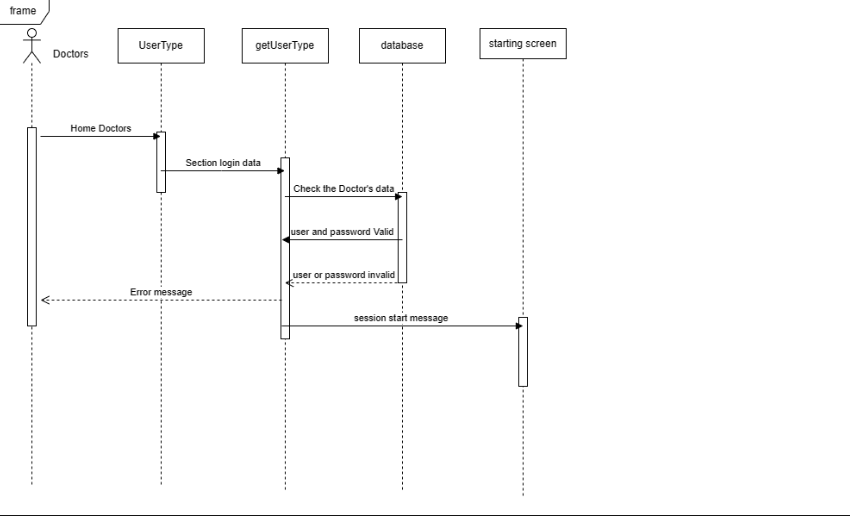 frame
Doctors
UserType
getUserType
database
starting screen
Home Doctors
Section login data
Check the Doctor's data
user and password Valid
user or password invalid
Error message
session start message